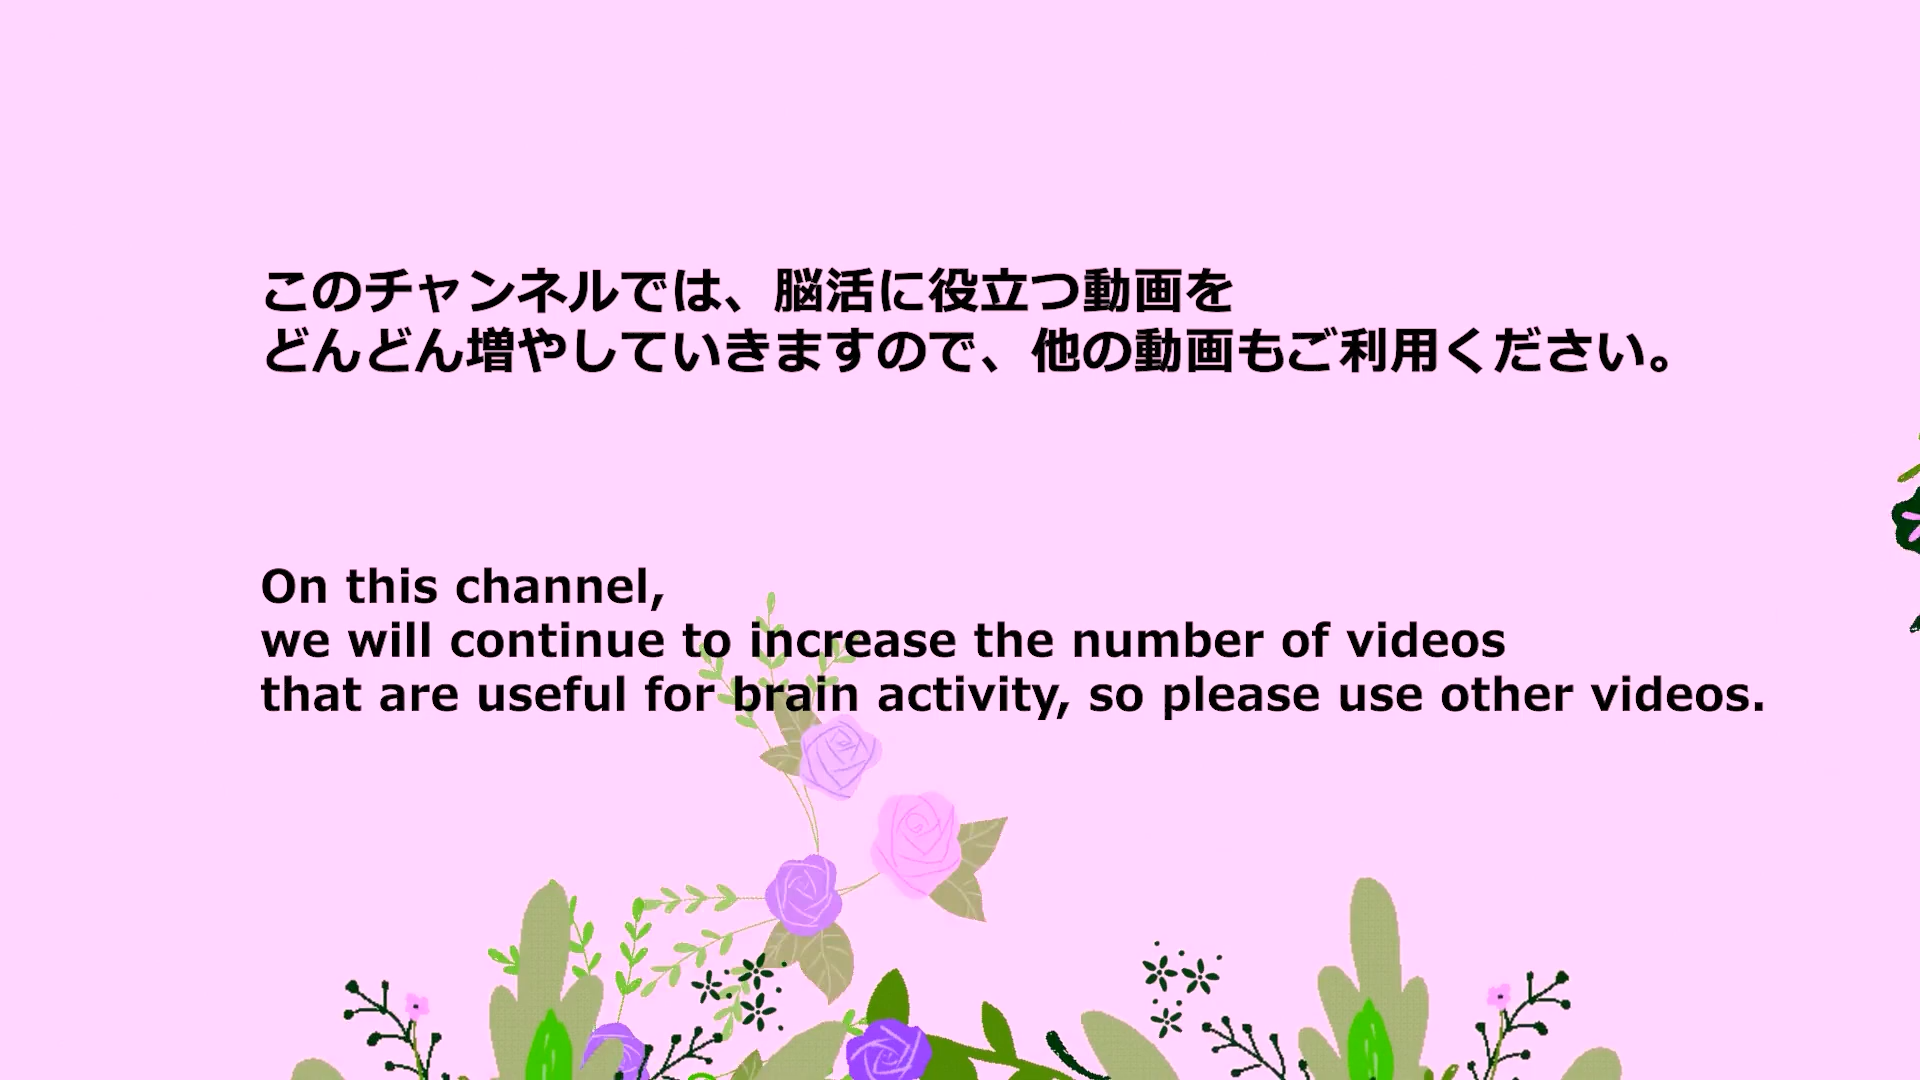 このチャンネルでは、脳活に役立つ動画を
どんどん増やしていきますので、他の動画もご利用ください。
On this channel,
we will continue to increase the number of videos
that are useful for brain activity, so please use other videos.